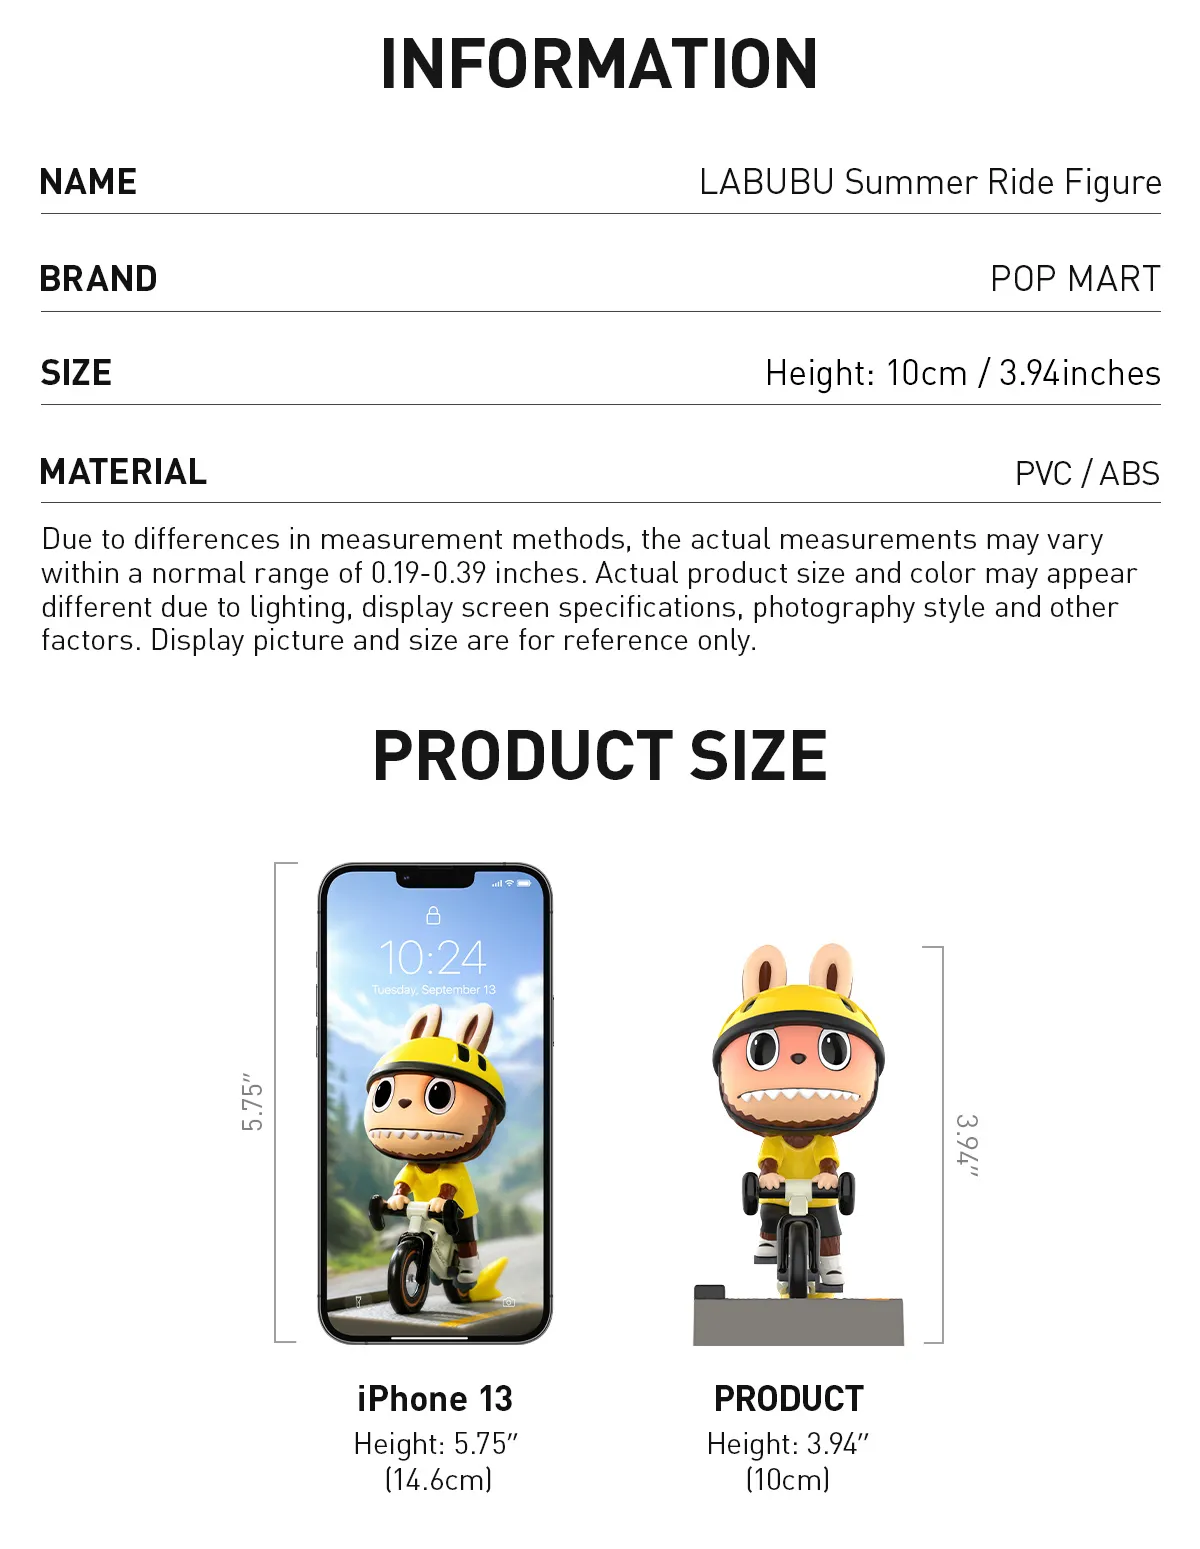 INFORMATION
NAME
LABUBU Summer Ride Figure
BRAND
POP MART
SIZE
Height: 10cm / 3.94inches
MATERIAL
PVC / ABS
Due to differences in measurement methods, the actual measurements may vary
within a normal range of 0.19-0.39 inches. Actual product size and color may appear
different due to lighting, display screen specifications, photography style and other
factors. Display picture and size are for reference only.
PRODUCT SIZE
10:24
Tuesday, September 13
5.75″
3.94″
iPhone 13
Height: 5.75″
(14.6cm)
PRODUCT
Height: 3.94″
(10cm)